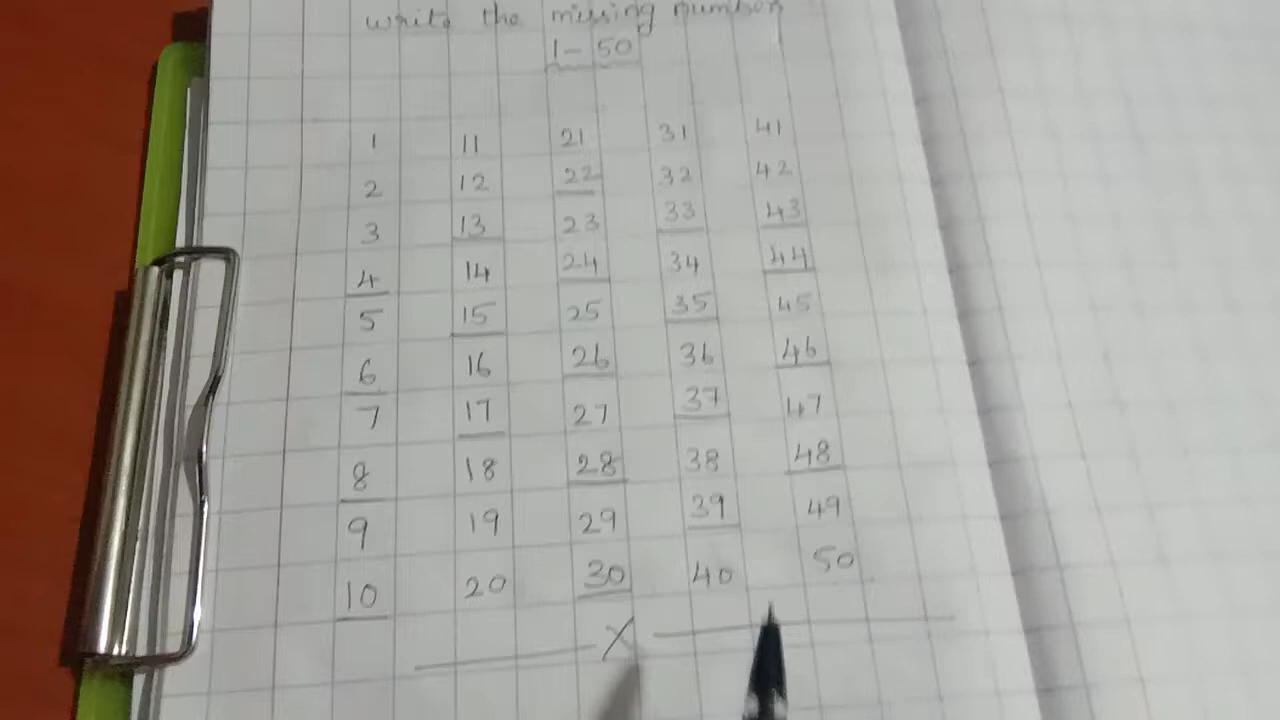 write the missing number
1 - 50
1 11 21 31 41
2 12 22 32 42
3 13 23 33 43
4 14 24 34 44
5 15 25 35 45
6 16 26 36 46
7 17 27 37 47
8 18 28 38 48
9 19 29 39 49
10 20 30 40 50
X